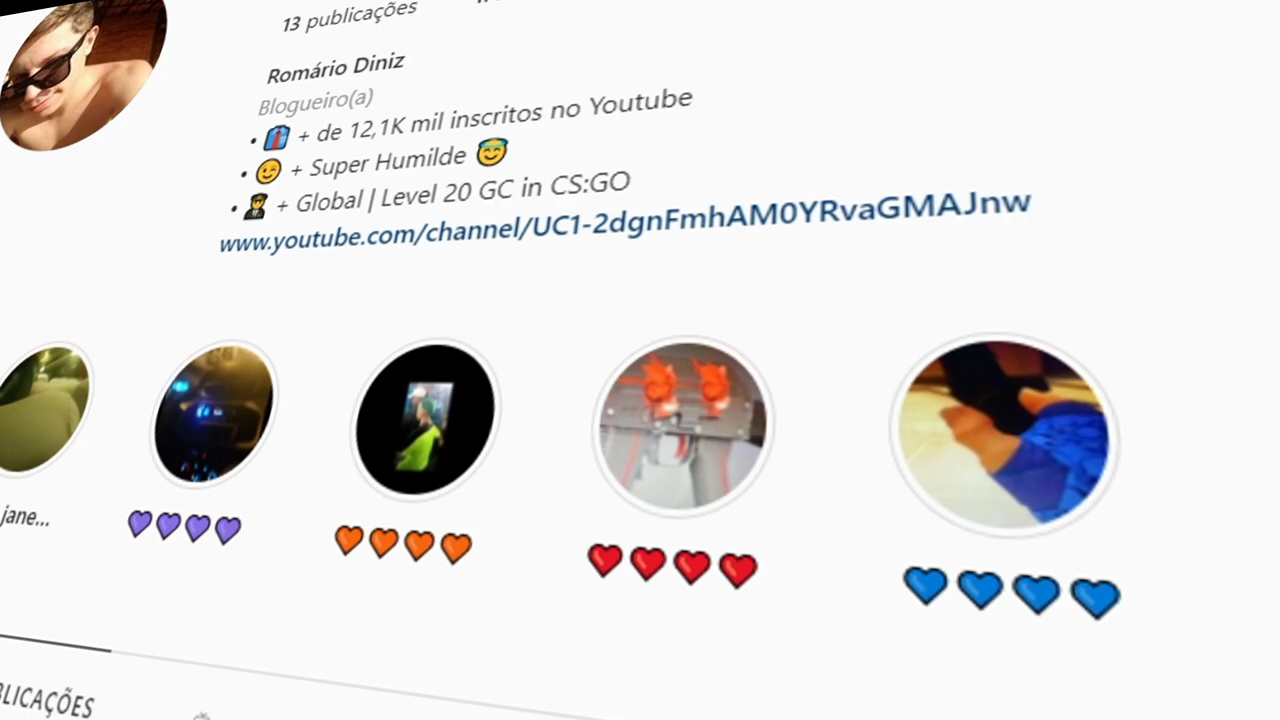 13 publicações
Romário Diniz
Blogueiro(a)
• 👔 + de 12,1K mil inscritos no Youtube
• 😉 + Super Humilde 😇
• 👨‍✈️ + Global | Level 20 GC in CS:GO
www.youtube.com/channel/UC1-2dgnFmhAM0YRvaGMAJnw
jane...
💜💜💜💜
🧡🧡🧡🧡
❤️❤️❤️❤️
💙💙💙💙
BLICAÇÕES